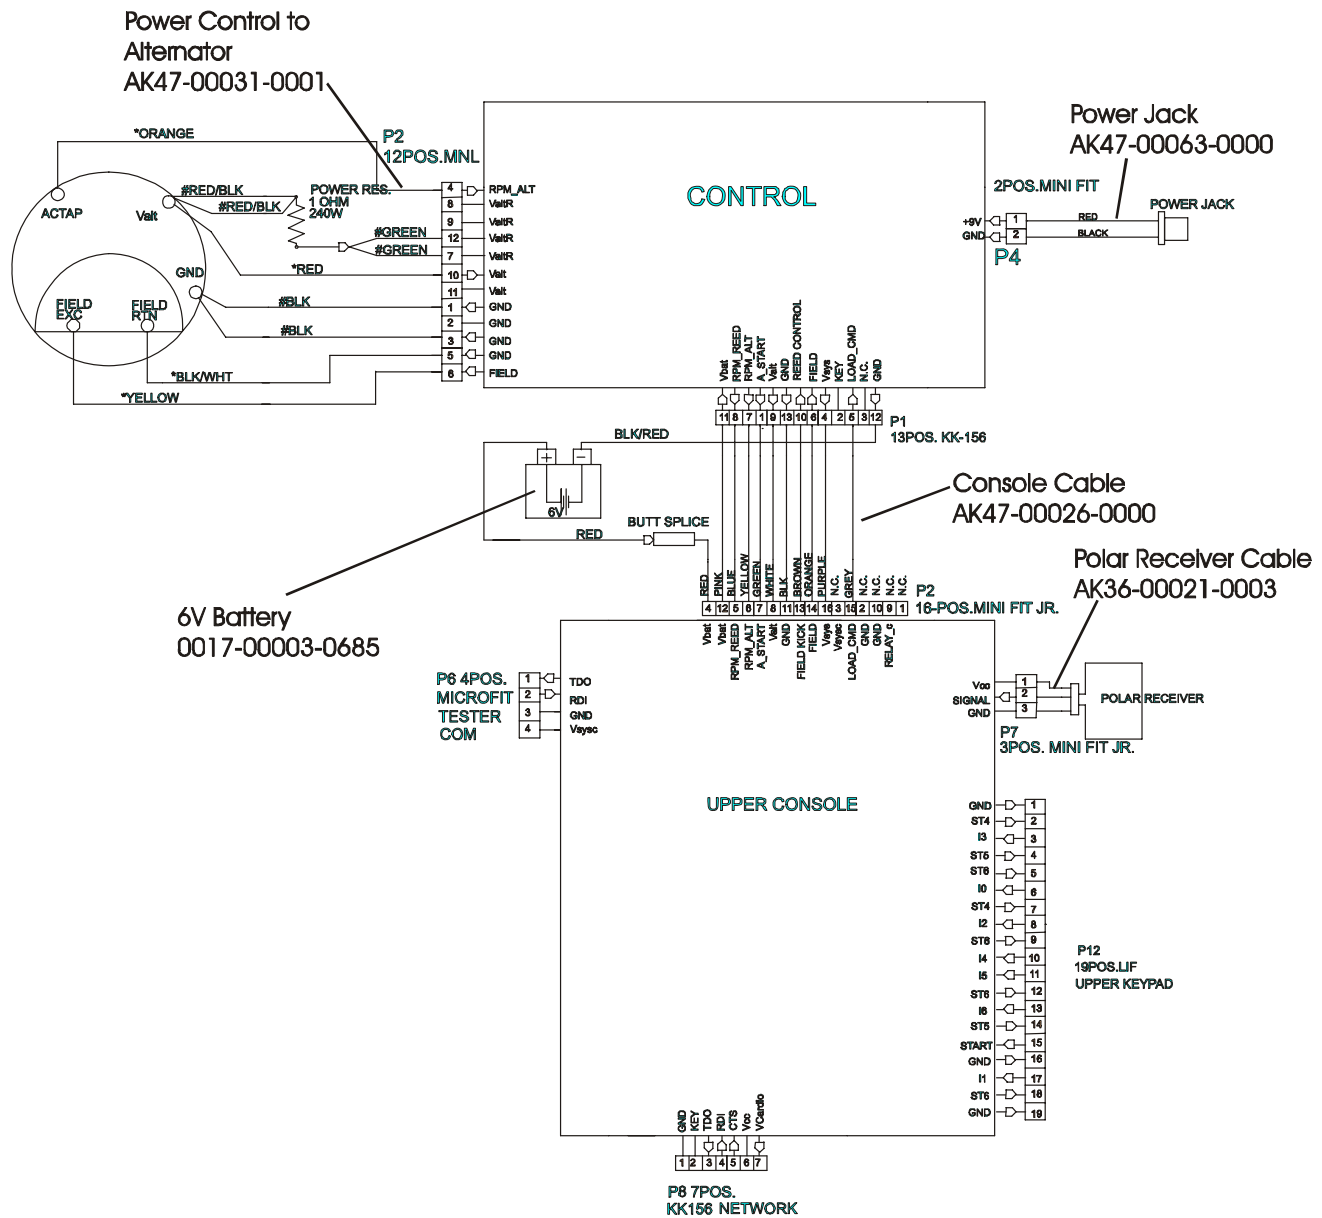 Power Control to
Alternator
AK47-00031-0001
*ORANGE
P2
12POS.MNL
#RED/BLK
#RED/BLK
POWER RES.
1 OHM
240W
ACTAP
Valt
#GREEN
#GREEN
GND
*RED
#BLK
#BLK
FIELD
EXC
FIELD
RTN
*BLK/WHT
*YELLOW
4 RPM_ALT
8 ValtR
9 ValtR
12 ValtR
7 ValtR
10 Valt
11 Valt
1 GND
2 GND
3 GND
5 GND
6 FIELD
CONTROL
Power Jack
AK47-00063-0000
2POS.MINI FIT
POWER JACK
+9V 1 RED
GND 2 BLACK
P4
Vbat
RPM_REED
RPM_ALT
A_START
Valt
GND
REED CONTROL
FIELD
Vsys
KEY
LOAD_CMD
N.C.
GND
11 8 7 1 9 13 10 6 4 2 5 3 12
P1
13POS. KK-156
BLK/RED
+ −
6V
RED
BUTT SPLICE
Console Cable
AK47-00026-0000
Polar Receiver Cable
AK36-00021-0003
6V Battery
0017-00003-0685
RED
PINK
BLUE
YELLOW
GREEN
WHITE
BLK
BROWN
ORANGE
PURPLE
N.C.
GREY
N.C.
N.C.
N.C.
N.C.
4 12 5 6 7 8 11 13 14 16 3 15 2 10 9 1
P2
16-POS.MINI FIT JR.
Vbat
Vbat
RPM_REED
RPM_ALT
A_START
Valt
GND
FIELD KICK
FIELD
Vsys
Vsysc
LOAD_CMD
GND
GND
RELAY_c
P6 4POS.
MICROFIT
TESTER
COM
1 TDO
2 RDI
3 GND
4 Vsysc
Vcc 1
SIGNAL 2
GND 3
POLAR RECEIVER
P7
3POS. MINI FIT JR.
UPPER CONSOLE
GND 1
ST4 2
I3 3
ST5 4
ST6 5
I0 6
ST4 7
I2 8
ST6 9
I4 10
I5 11
ST6 12
I6 13
ST5 14
START 15
GND 16
I1 17
ST6 18
GND 19
P12
19POS.LIF
UPPER KEYPAD
GND
KEY
TDO
RDI
CTS
Vcc
VCardio
1 2 3 4 5 6 7
P8 7POS.
KK156 NETWORK